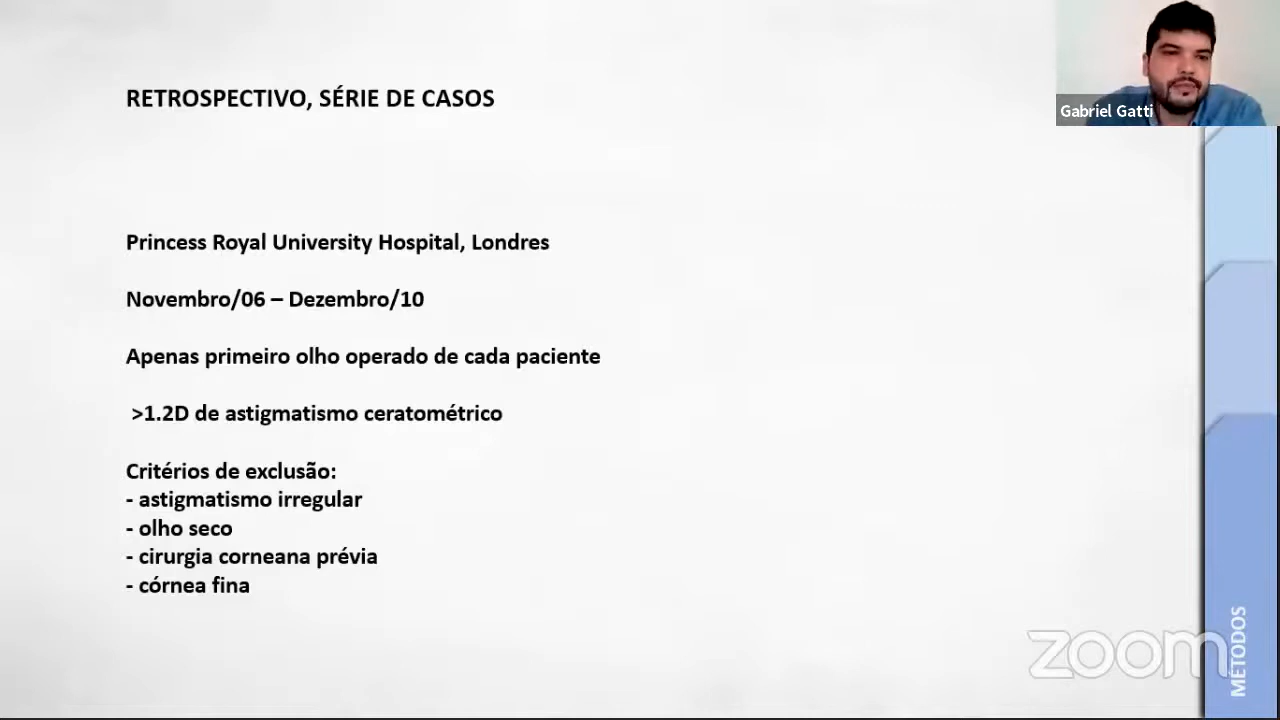 RETROSPECTIVO, SÉRIE DE CASOS
Gabriel Gatti
Princess Royal University Hospital, Londres
Novembro/06 – Dezembro/10
Apenas primeiro olho operado de cada paciente
>1.2D de astigmatismo ceratométrico
Critérios de exclusão:
- astigmatismo irregular
- olho seco
- cirurgia corneana prévia
- córnea fina
zoom
MÉTODOS